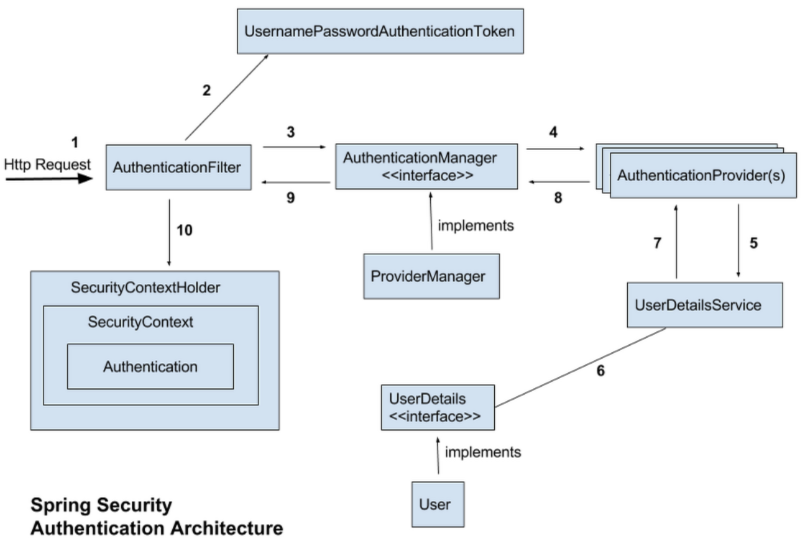 UsernamePasswordAuthenticationToken
2
1
3
4
Http Request
AuthenticationFilter
AuthenticationManager
<<interface>>
AuthenticationProvider(s)
9
8
10
implements
7
5
ProviderManager
SecurityContextHolder
SecurityContext
Authentication
UserDetailsService
6
UserDetails
<<interface>>
implements
User
Spring Security
Authentication Architecture